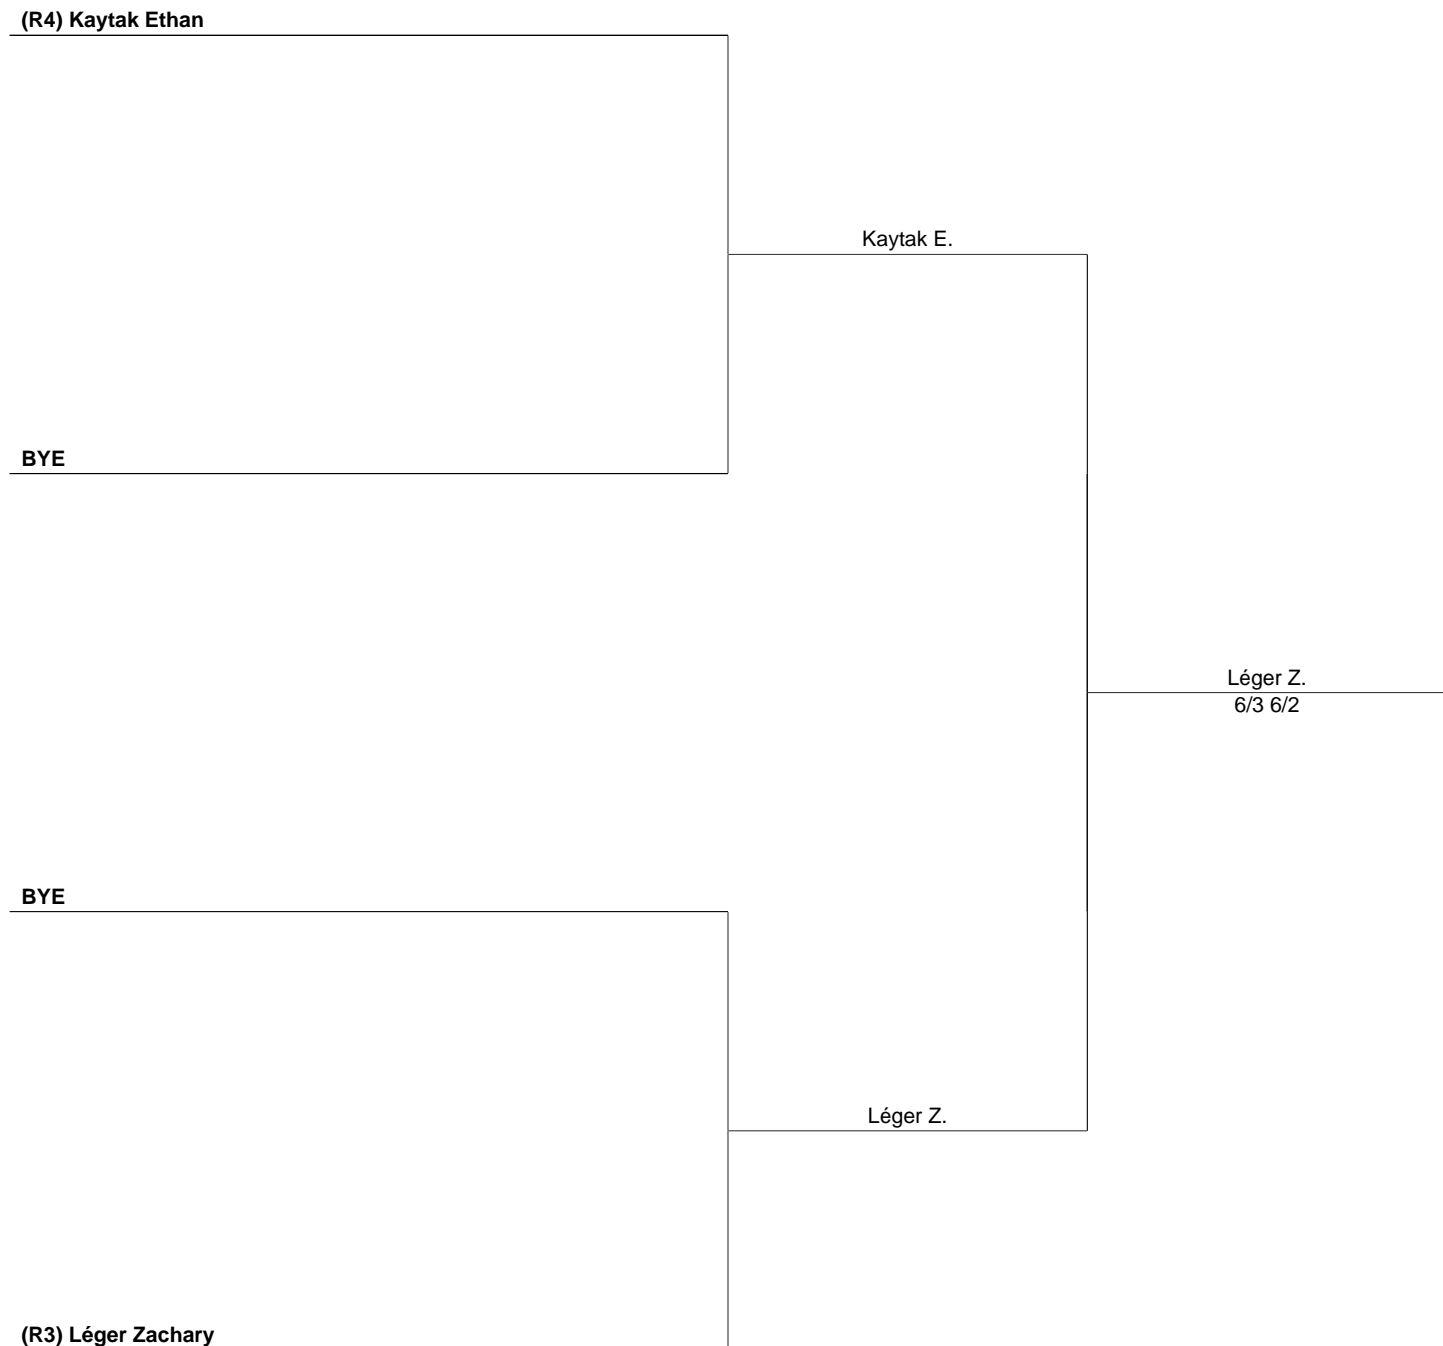 (R4) Kaytak Ethan
Kaytak E.
BYE
Léger Z.
6/3 6/2
BYE
Léger Z.
(R3) Léger Zachary